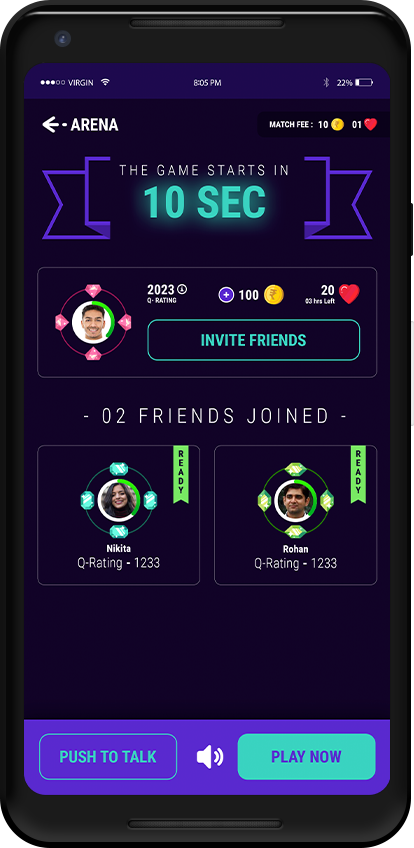 VIRGIN
8:05 PM
22%
ARENA
MATCH FEE : 10 01
THE GAME STARTS IN
10 SEC
2023
Q- RATING
100
20
03 hrs Left
INVITE FRIENDS
- 02 FRIENDS JOINED -
READY
Nikita
Q-Rating - 1233
READY
Rohan
Q-Rating - 1233
PUSH TO TALK
PLAY NOW